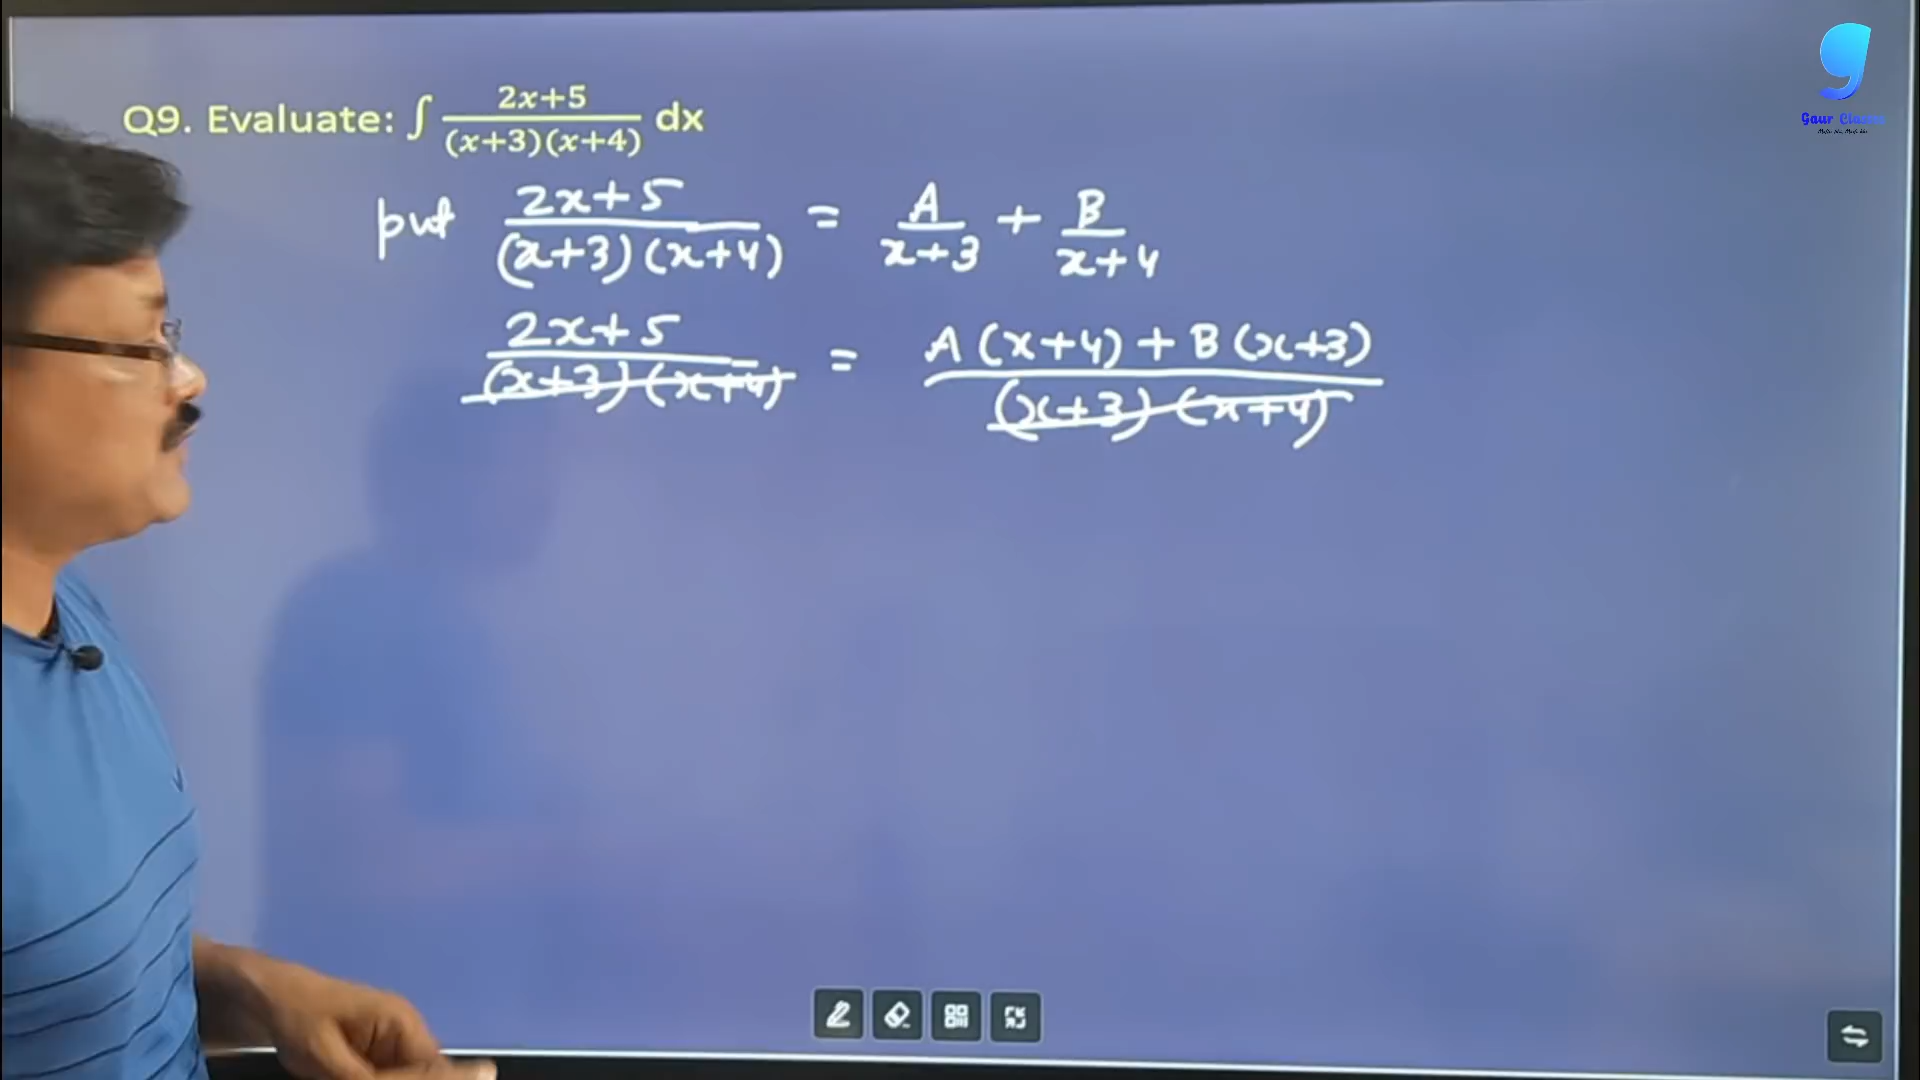 Q9. Evaluate: ∫ (2x+5)/((x+3)(x+4)) dx
put (2x+5)/((x+3)(x+4)) = A/(x+3) + B/(x+4)
(2x+5)/((x+3)(x+4)) = (A(x+4)+B(x+3))/((x+3)(x+4))
Gaur Classes